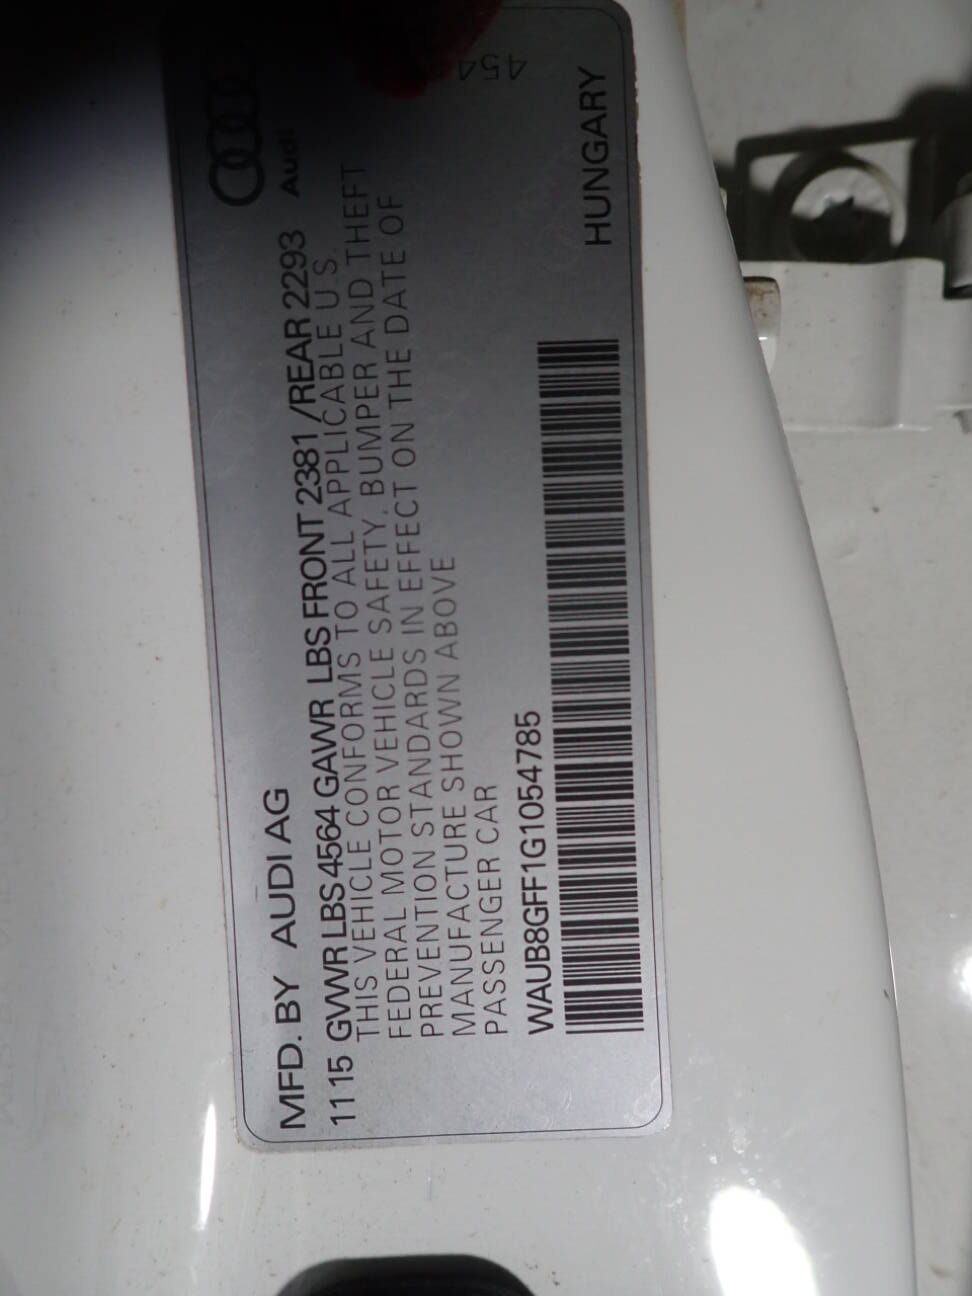 Audi
MFD. BY AUDI AG
11 15 GVWR LBS 4564 GAWR LBS FRONT 2381 /REAR 2293
THIS VEHICLE CONFORMS TO ALL APPLICABLE U.S.
FEDERAL MOTOR VEHICLE SAFETY, BUMPER AND THEFT
PREVENTION STANDARDS IN EFFECT ON THE DATE OF
MANUFACTURE SHOWN ABOVE
PASSENGER CAR
WAUB8GFF1G1054785
HUNGARY